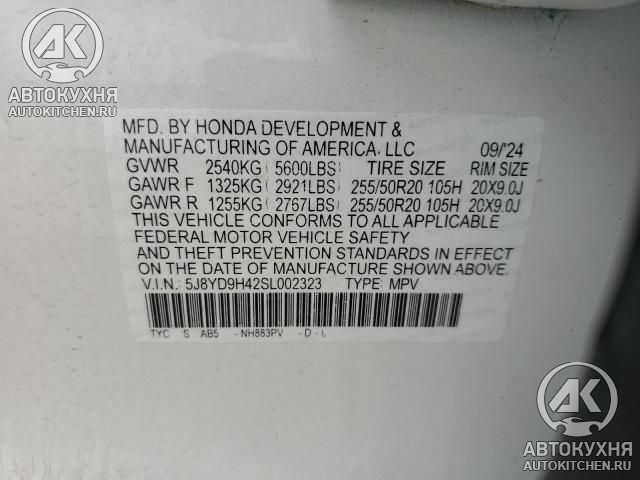 AK
АВТОКУХНЯ
AUTOKITCHEN.RU
MFD. BY HONDA DEVELOPMENT &
MANUFACTURING OF AMERICA, LLC 09/'24
GVWR 2540KG( 5600LBS) TIRE SIZE RIM SIZE
GAWR F 1325KG( 2921LBS) 255/50R20 105H 20X9.0J
GAWR R 1255KG( 2767LBS) 255/50R20 105H 20X9.0J
THIS VEHICLE CONFORMS TO ALL APPLICABLE
FEDERAL MOTOR VEHICLE SAFETY
AND THEFT PREVENTION STANDARDS IN EFFECT
ON THE DATE OF MANUFACTURE SHOWN ABOVE.
V.I.N.: 5J8YD9H42SL002323 TYPE: MPV
TYC S AB5 -NH883PV -D-
AK
АВТОКУХНЯ
AUTOKITCHEN.RU